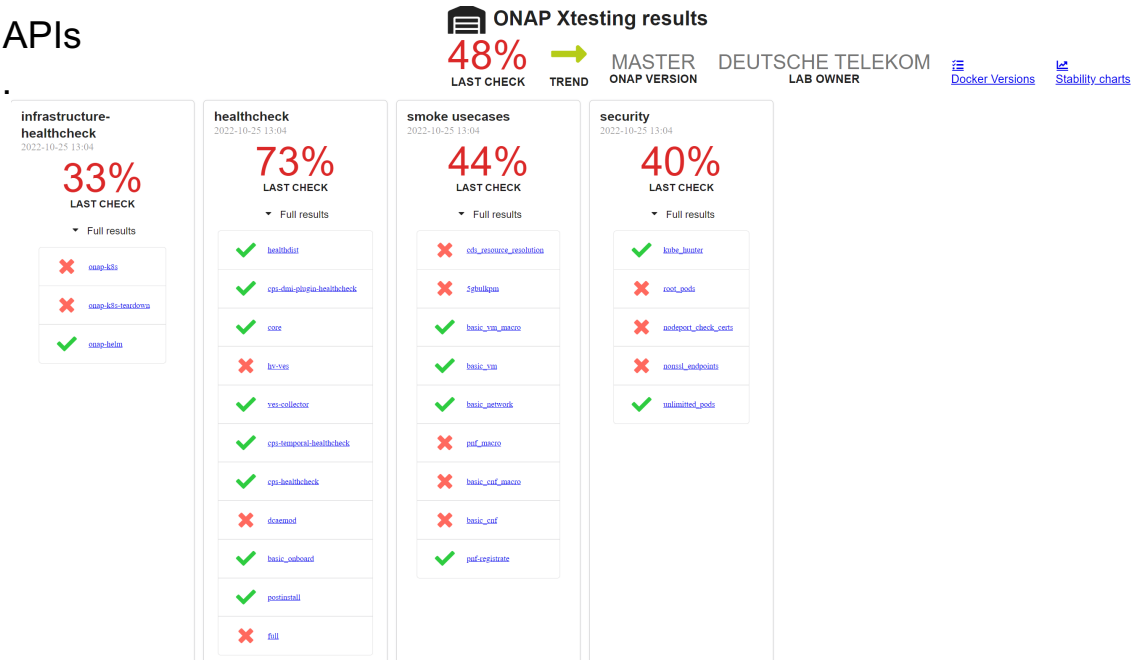 APIs
.
ONAP Xtesting results
48%
LAST CHECK
TREND
MASTER
ONAP VERSION
DEUTSCHE TELEKOM
LAB OWNER
Docker Versions
Stability charts
infrastructure-
healthcheck
2022-10-25 13:04
33%
LAST CHECK
Full results
onap-k8s
onap-k8s-teardown
onap-helm
healthcheck
2022-10-25 13:04
73%
LAST CHECK
Full results
healthdist
cps-dmi-plugin-healthcheck
core
hv-ves
ves-collector
cps-temporal-healthcheck
cps-healthcheck
dcaemod
basic_onboard
postinstall
full
smoke usecases
2022-10-25 13:04
44%
LAST CHECK
Full results
cds_resource_resolution
5gbulkpm
basic_vm_macro
basic_vm
basic_network
pnf_macro
basic_cnf_macro
basic_cnf
pnf-registrate
security
2022-10-25 13:04
40%
LAST CHECK
Full results
kube_hunter
root_pods
nodeport_check_certs
nonssl_endpoints
unlimitted_pods